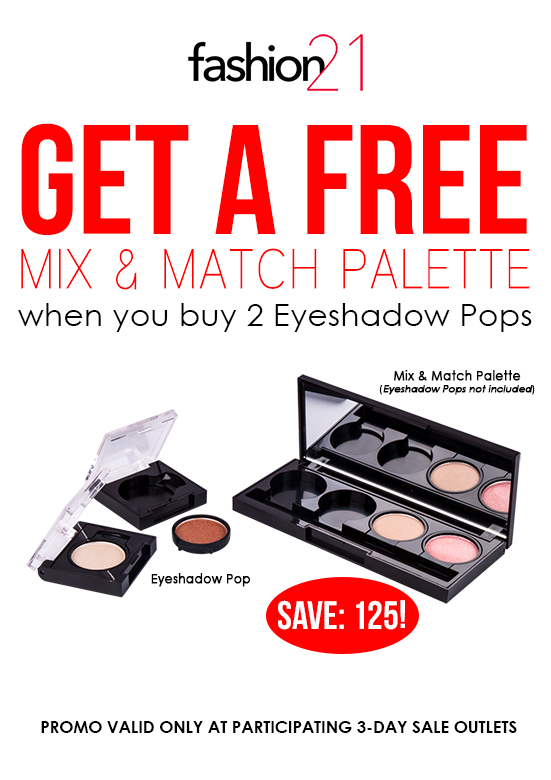 fashion21
GET A FREE
MIX & MATCH PALETTE
when you buy 2 Eyeshadow Pops
Mix & Match Palette
(Eyeshadow Pops not included)
Eyeshadow Pop
SAVE: 125!
PROMO VALID ONLY AT PARTICIPATING 3-DAY SALE OUTLETS